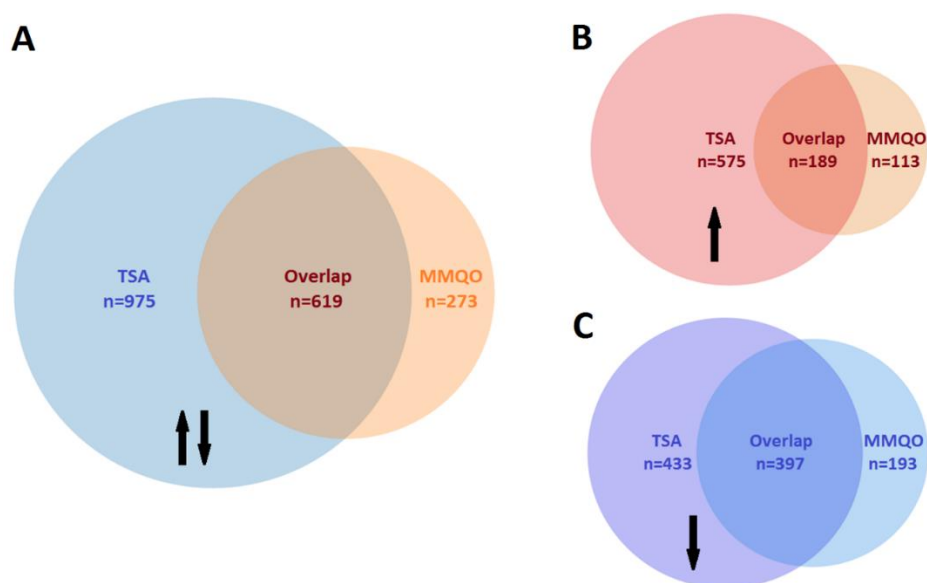 A
TSA
n=975
Overlap
n=619
MMQO
n=273
B
TSA
n=575
Overlap
n=189
MMQO
n=113
C
TSA
n=433
Overlap
n=397
MMQO
n=193